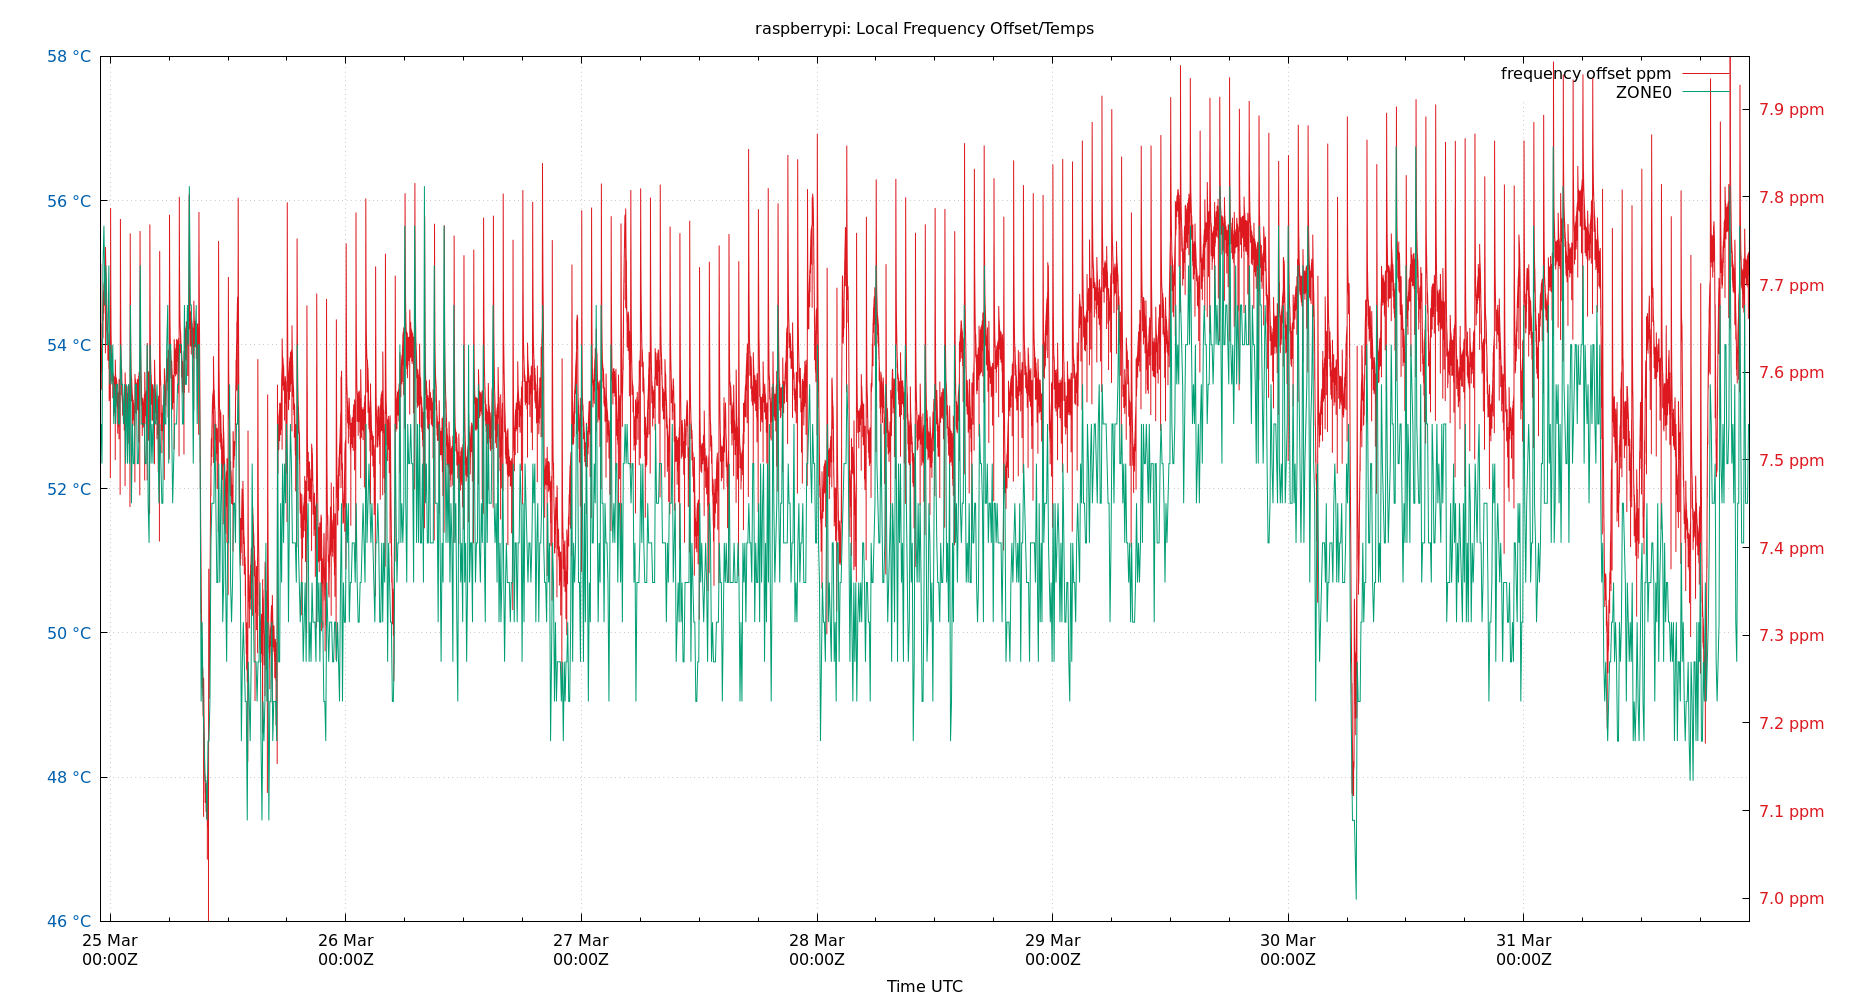 raspberrypi: Local Frequency Offset/Temps
58 °C
56 °C
54 °C
52 °C
50 °C
48 °C
46 °C
frequency offset ppm
ZONE0
7.9 ppm
7.8 ppm
7.7 ppm
7.6 ppm
7.5 ppm
7.4 ppm
7.3 ppm
7.2 ppm
7.1 ppm
7.0 ppm
25 Mar
00:00Z
26 Mar
00:00Z
27 Mar
00:00Z
28 Mar
00:00Z
29 Mar
00:00Z
30 Mar
00:00Z
31 Mar
00:00Z
Time UTC